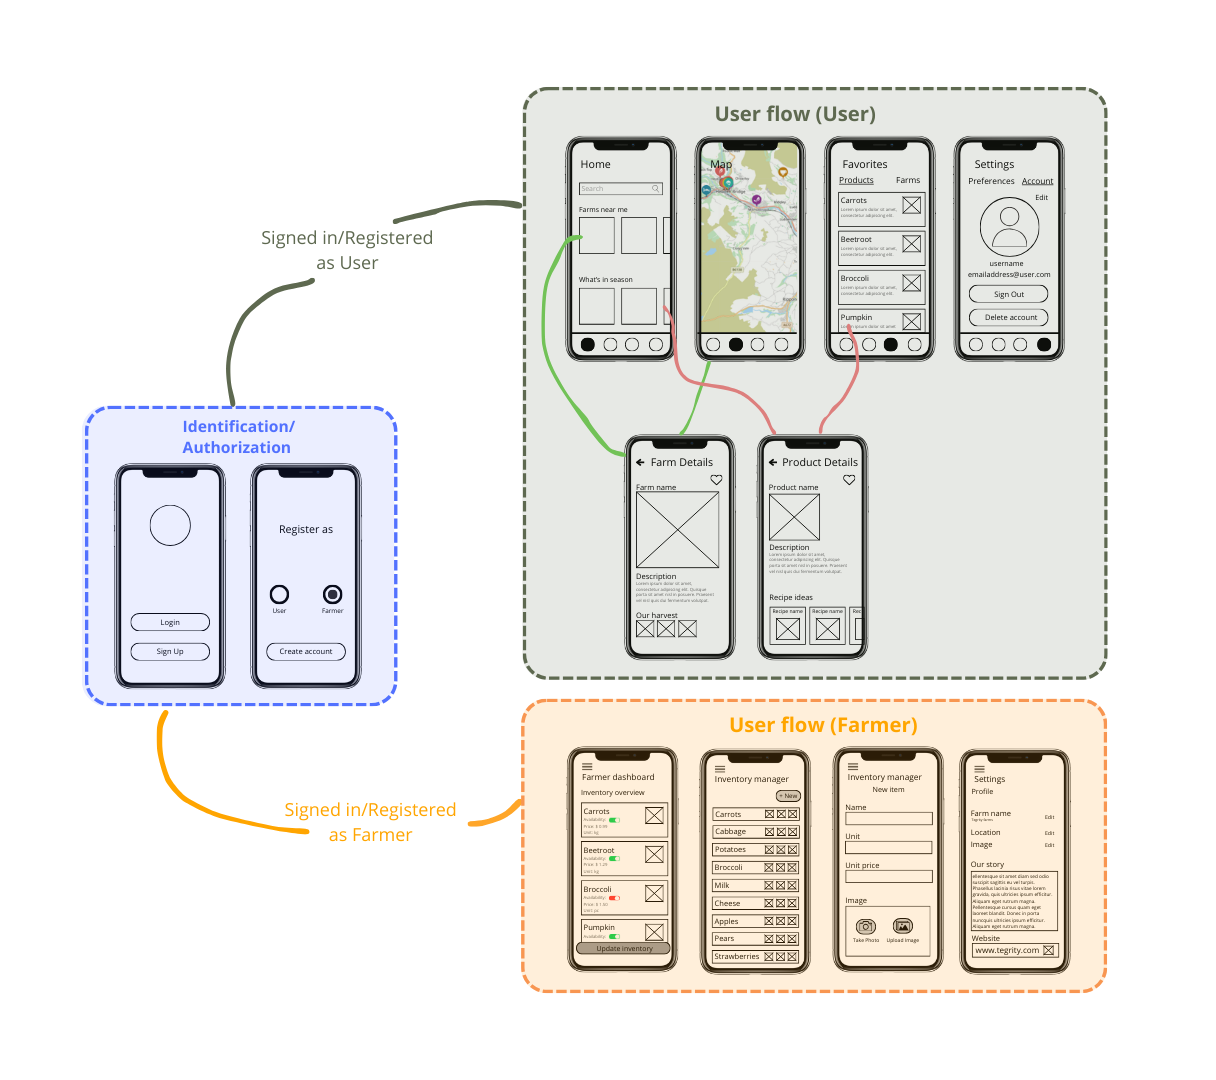 User flow (User)
Home
Search
Farms near me
What's in season
Map
Favorites
Products Farms
Carrots
Lorem ipsum dolor sit amet,
consectetur adipiscing elit.
Beetroot
Lorem ipsum dolor sit amet,
consectetur adipiscing elit.
Broccoli
Lorem ipsum dolor sit amet,
consectetur adipiscing elit.
Pumpkin
Lorem ipsum dolor sit amet
Settings
Preferences Account
Edit
username
emailaddress@user.com
Sign Out
Delete account
Signed in/Registered
as User
Farm Details
Farm name
Description
Lorem ipsum dolor sit amet,
consectetur adipiscing elit. Quisque
porta sit amet nisl in posuere. Praesent
vel nisl quis risu fermentum volutpat.
Our harvest
Product Details
Product name
Description
Lorem ipsum dolor sit amet,
consectetur adipiscing elit. Quisque
porta sit amet nisl in posuere. Praesent
vel nisl quis risu fermentum volutpat.
Recipe ideas
Recipe name Recipe name Rec
Identification/
Authorization
Login
Sign Up
Register as
User Farmer
Create account
Signed in/Registered
as Farmer
User flow (Farmer)
Farmer dashboard
Inventory overview
Carrots
Availability:
Price: $ 0.99
Unit: kg
Beetroot
Availability:
Price: $ 1.29
Unit: kg
Broccoli
Availability:
Price: $ 1.50
Unit: pc
Pumpkin
Availability:
Update inventory
Inventory manager
+ New
Carrots
Cabbage
Potatoes
Broccoli
Milk
Cheese
Apples
Pears
Strawberries
Inventory manager
New item
Name
Unit
Unit price
Image
Take Photo Upload Image
Settings
Profile
Farm name
Edit
Tegrity farms
Location Edit
Image Edit
Our story
ellentesque sit amet diam sed odio
suscipit sagittis eu vel turpis.
Phasellus lacinia risus vitae lorem
gravida, quis ultricies ipsum efficitur.
Aliquam eget rutrum magna.
Pellentesque cursus quam eget
laoreet blandit. Donec in porta
nuncquis ultricies ipsum efficitur.
Aliquam eget rutrum magna.
Website
www.tegrity.com